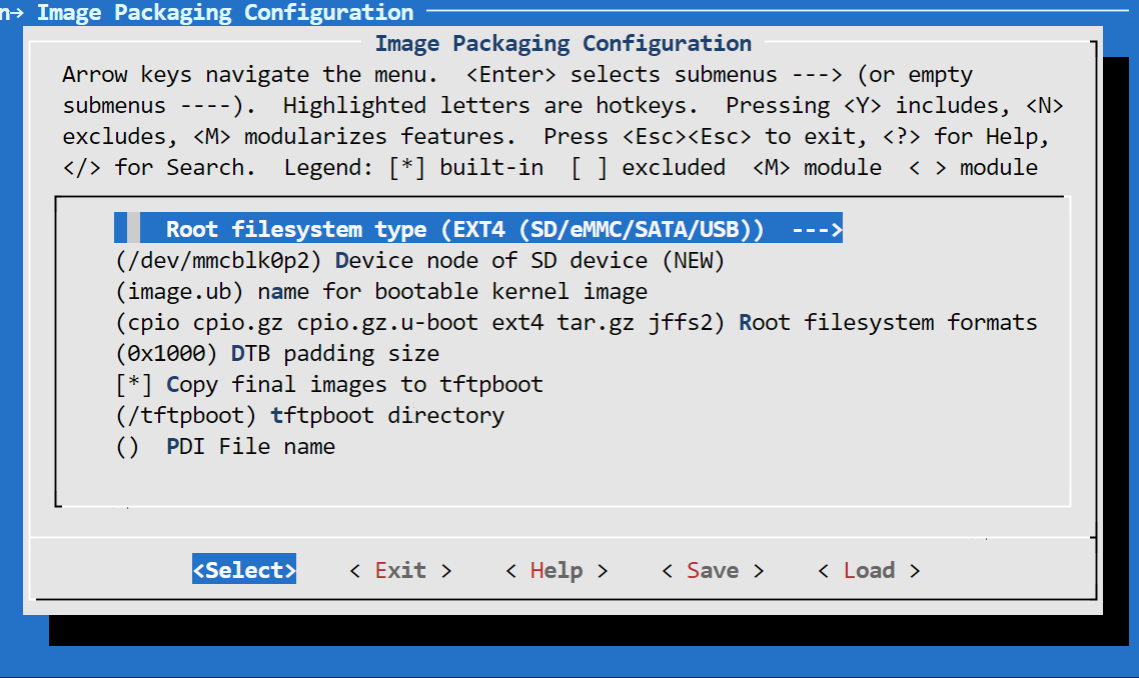 n→ Image Packaging Configuration
Image Packaging Configuration
Arrow keys navigate the menu.  <Enter> selects submenus ---> (or empty
submenus ----).  Highlighted letters are hotkeys.  Pressing <Y> includes, <N>
excludes, <M> modularizes features.  Press <Esc><Esc> to exit, <?> for Help,
</> for Search.  Legend: [*] built-in  [ ] excluded  <M> module  < > module
Root filesystem type (EXT4 (SD/eMMC/SATA/USB))  --->
(/dev/mmcblk0p2) Device node of SD device (NEW)
(image.ub) name for bootable kernel image
(cpio cpio.gz cpio.gz.u-boot ext4 tar.gz jffs2) Root filesystem formats
(0x1000) DTB padding size
[*] Copy final images to tftpboot
(/tftpboot) tftpboot directory
()  PDI File name
<Select>    < Exit >    < Help >    < Save >    < Load >